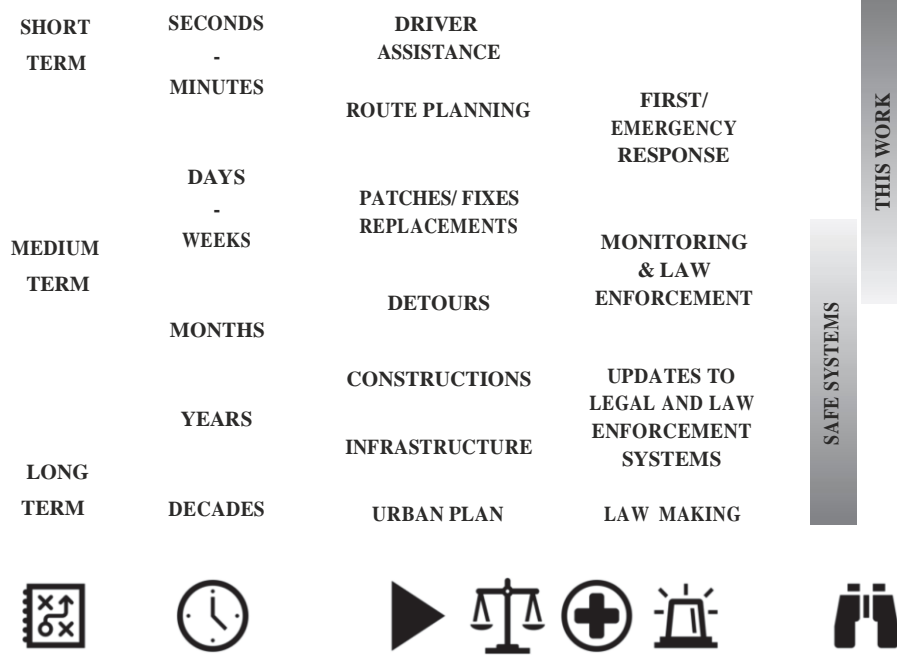 SHORT
TERM
SECONDS
-
MINUTES
DRIVER
ASSISTANCE
ROUTE PLANNING
FIRST/
EMERGENCY
RESPONSE
THIS WORK
MEDIUM
TERM
DAYS
-
WEEKS
MONTHS
PATCHES/ FIXES
REPLACEMENTS
DETOURS
MONITORING
& LAW
ENFORCEMENT
SAFE SYSTEMS
LONG
TERM
YEARS
DECADES
CONSTRUCTIONS
INFRASTRUCTURE
URBAN PLAN
UPDATES TO
LEGAL AND LAW
ENFORCEMENT
SYSTEMS
LAW MAKING